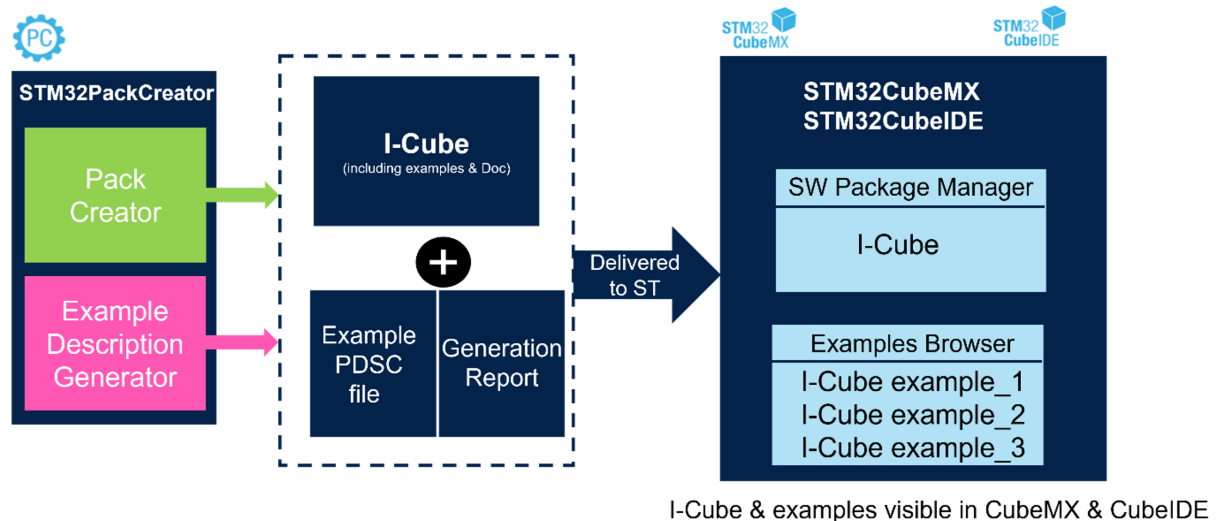 PC
STM32PackCreator
Pack
Creator
Example
Description
Generator
I-Cube
(including examples & Doc)
+
Example
PDSC
file
Generation
Report
Delivered
to ST
STM32
CubeMX
STM32
CubeIDE
STM32CubeMX
STM32CubeIDE
SW Package Manager
I-Cube
Examples Browser
I-Cube example_1
I-Cube example_2
I-Cube example_3
I-Cube & examples visible in CubeMX & CubeIDE